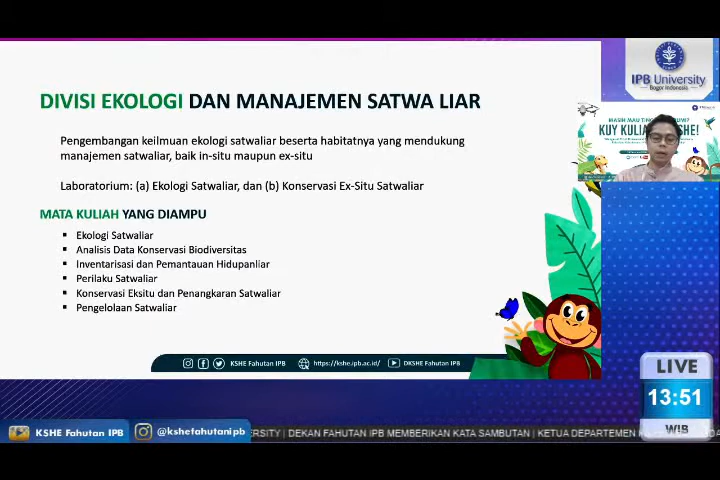 DIVISI EKOLOGI DAN MANAJEMEN SATWA LIAR
Pengembangan keilmuan ekologi satwaliar beserta habitatnya yang mendukung
manajemen satwaliar, baik in-situ maupun ex-situ
Laboratorium: (a) Ekologi Satwaliar, dan (b) Konservasi Ex-Situ Satwaliar
MATA KULIAH YANG DIAMPU
▪ Ekologi Satwaliar
▪ Analisis Data Konservasi Biodiversitas
▪ Inventarisasi dan Pemantauan Hidupanliar
▪ Perilaku Satwaliar
▪ Konservasi Eksitu dan Penangkaran Satwaliar
▪ Pengelolaan Satwaliar
KSHE Fahutan IPB https://kshe.ipb.ac.id/ DKSHE Fahutan IPB
IPB University
Bogor Indonesia
KUY KULIA
LIVE
13:51
WIB
KSHE Fahutan IPB @kshefahutanipb
ERSITY | DEKAN FAHUTAN IPB MEMBERIKAN KATA SAMBUTAN | KETUA DEPARTEMEN